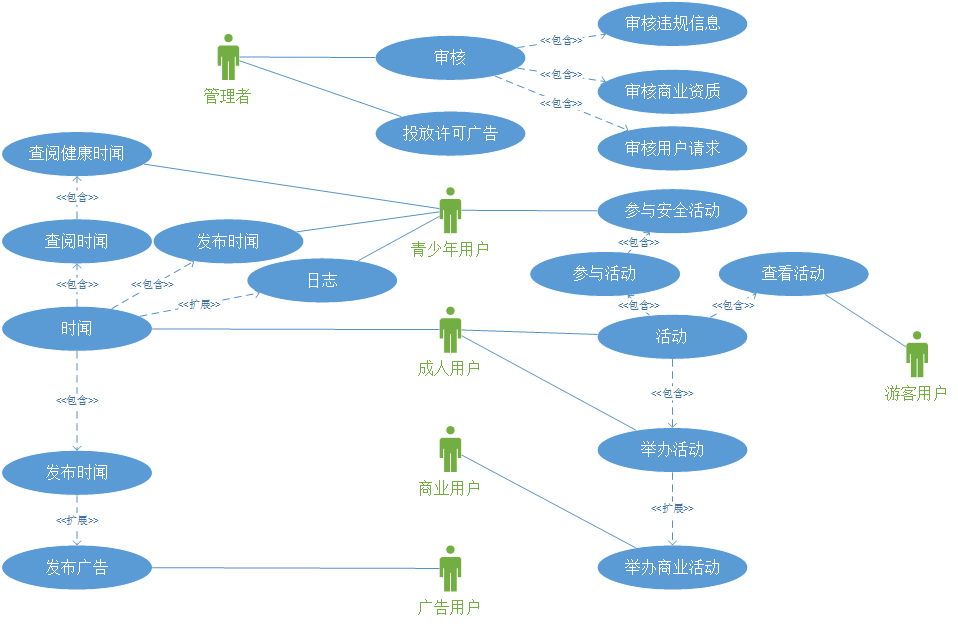 审核违规信息
<<包含>>
审核
管理者
<<包含>>
审核商业资质
<<包含>>
投放许可广告
审核用户请求
查阅健康时闻
<<包含>>
参与安全活动
查阅时闻
发布时闻
青少年用户
<<包含>>
参与活动
查看活动
日志
<<包含>>
<<包含>>
<<扩展>>
<<包含>>
<<包含>>
时闻
活动
成人用户
游客用户
<<包含>>
<<包含>>
举办活动
发布时闻
商业用户
<<扩展>>
<<扩展>>
发布广告
举办商业活动
广告用户